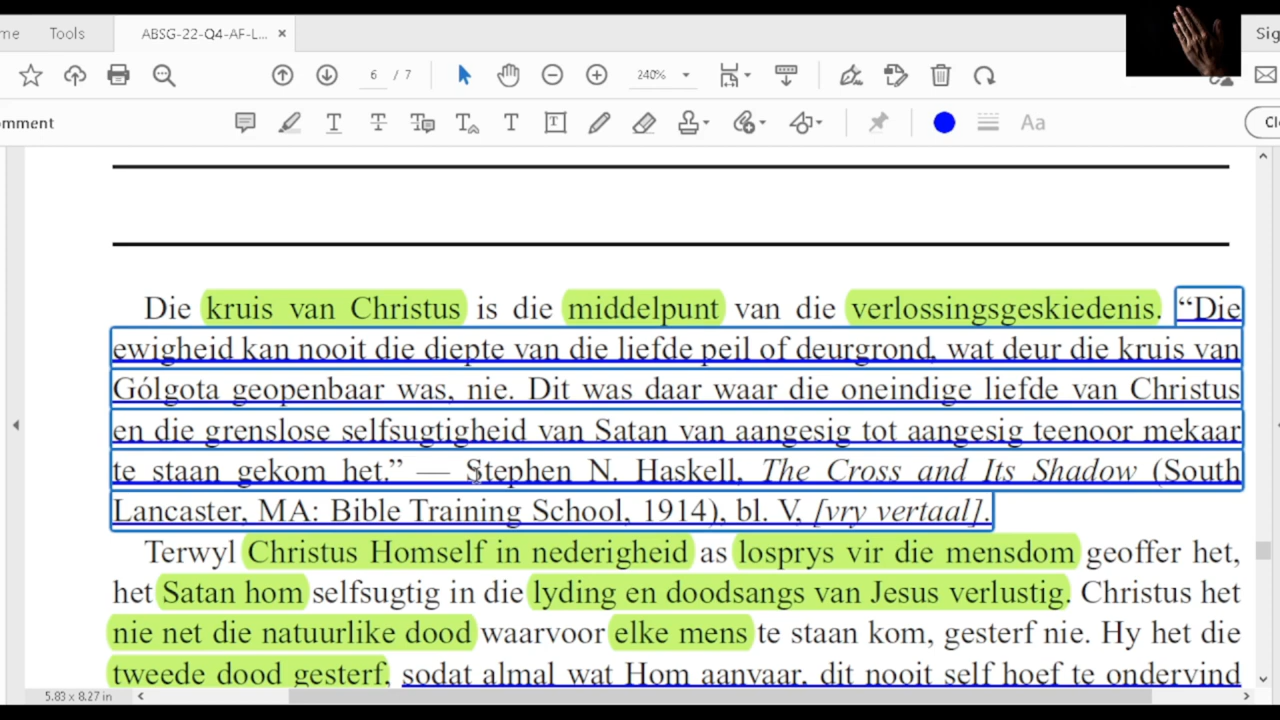 me Tools ABSG-22-Q4-AF-L... × Sig
6 / 7 240%
mment T T T T T T Aa Cl
Die kruis van Christus is die middelpunt van die verlossingsgeskiedenis. “Die
ewigheid kan nooit die diepte van die liefde peil of deurgrond, wat deur die kruis van
Gólgota geopenbaar was, nie. Dit was daar waar die oneindige liefde van Christus
en die grenslose selfsugtigheid van Satan van aangesig tot aangesig teenoor mekaar
te staan gekom het.” — Stephen N. Haskell, The Cross and Its Shadow (South
Lancaster, MA: Bible Training School, 1914), bl. V, [vry vertaal].
Terwyl Christus Homself in nederigheid as losprys vir die mensdom geoffer het,
het Satan hom selfsugtig in die lyding en doodsangs van Jesus verlustig. Christus het
nie net die natuurlike dood waarvoor elke mens te staan kom, gesterf nie. Hy het die
tweede dood gesterf, sodat almal wat Hom aanvaar, dit nooit self hoef te ondervind
5.83 x 8.27 in